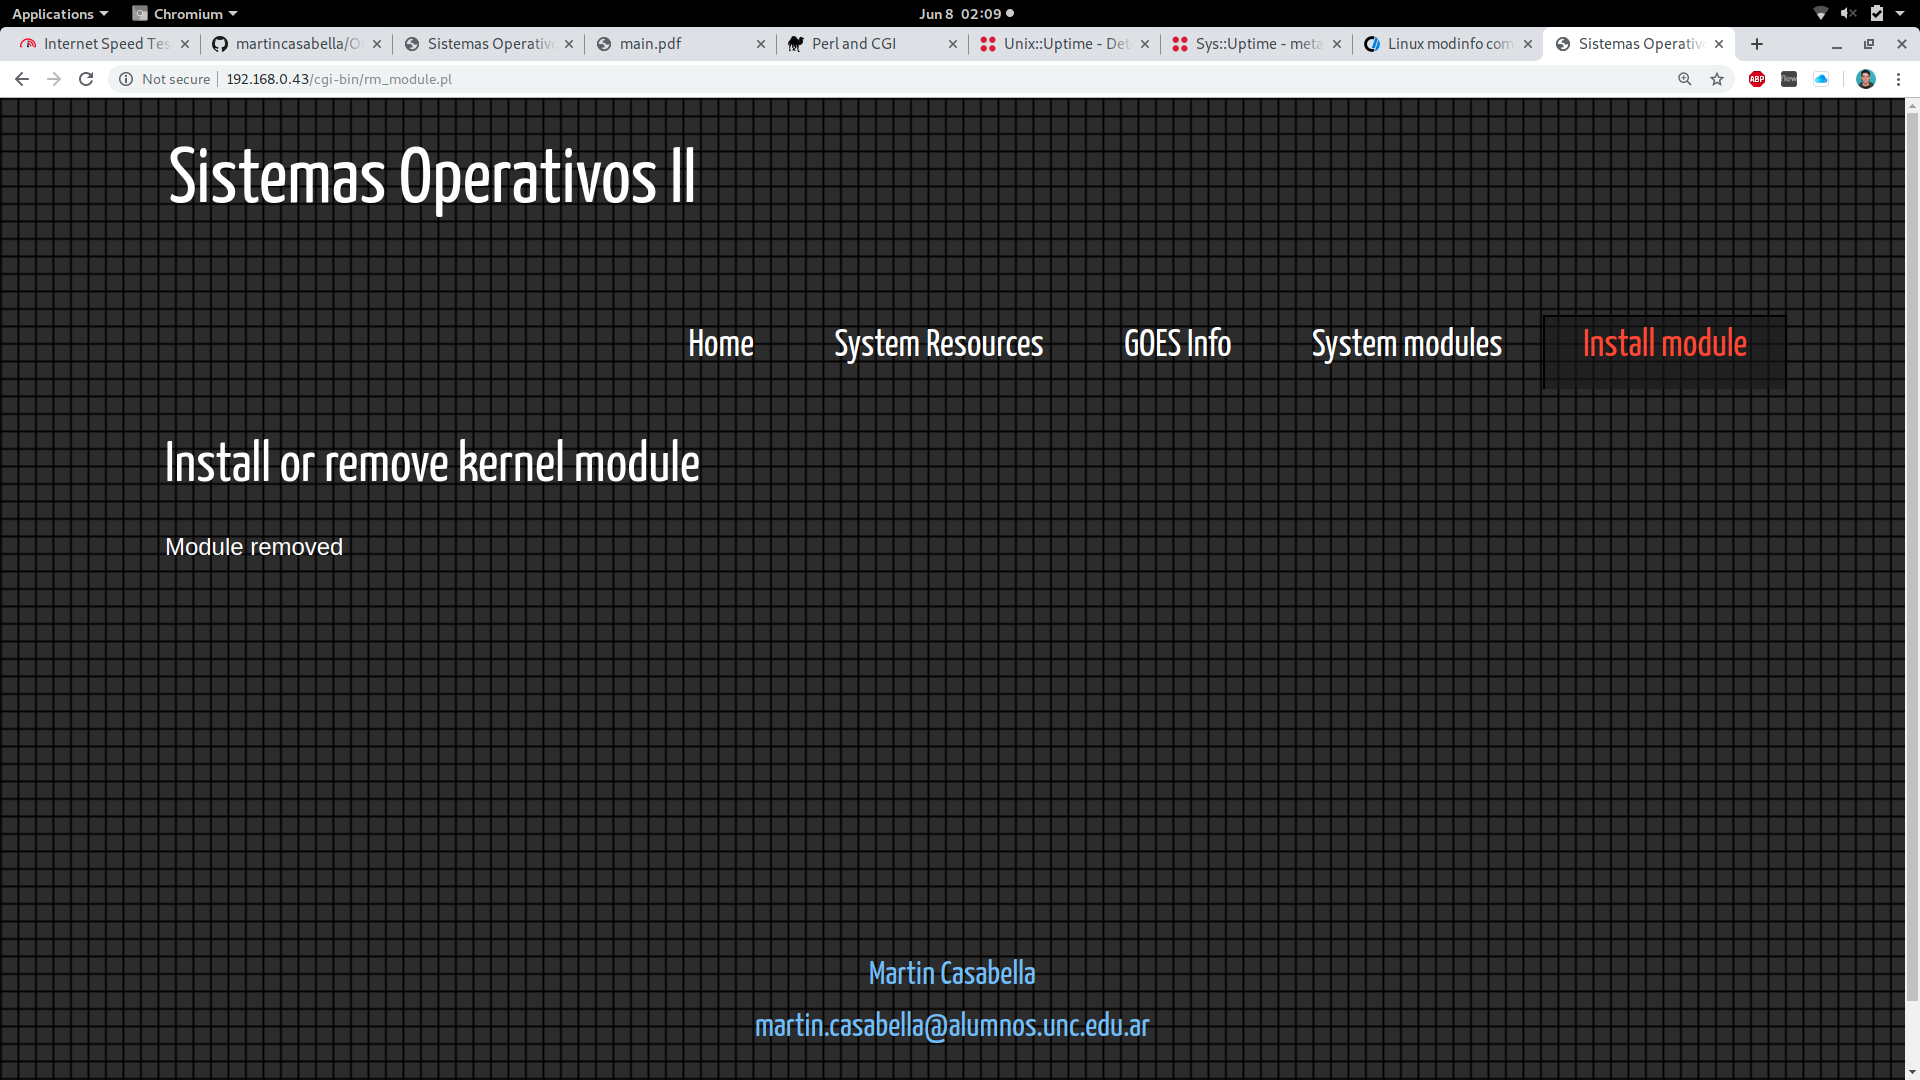 Applications Chromium Jun 8 02:09
Internet Speed Tes martincasabella/O Sistemas Operativ main.pdf Perl and CGI Unix::Uptime - Det Sys::Uptime - meta Linux modinfo com Sistemas Operativ
Not secure 192.168.0.43/cgi-bin/rm_module.pl ABP flow
Sistemas Operativos II
Home System Resources GOES Info System modules Install module
Install or remove kernel module
Module removed
Martin Casabella
martin.casabella@alumnos.unc.edu.ar